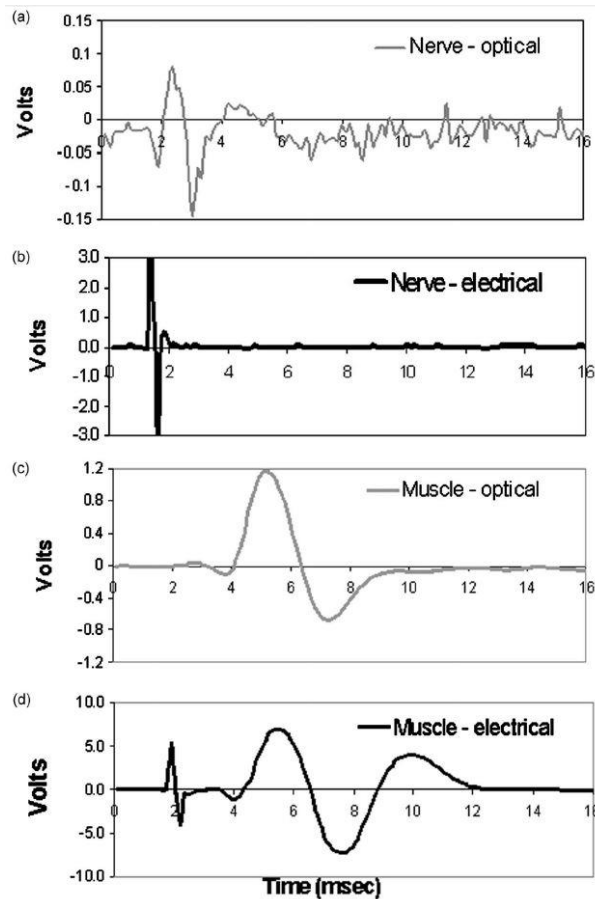 (a)
Nerve - optical
Volts
0.15
0.10
0.05
0
-0.05
-0.10
-0.15
0 2 4 6 8 10 12 14 16
(b)
Nerve - electrical
Volts
3.0
2.0
1.0
0.0
-1.0
-2.0
-3.0
0 2 4 6 8 10 12 14 16
(c)
Muscle - optical
Volts
1.2
0.8
0.4
0
-0.4
-0.8
-1.2
0 2 4 6 8 10 12 14 16
(d)
Muscle - electrical
Volts
10.0
5.0
0.0
-5.0
-10.0
0 2 4 6 8 10 12 14 16
Time (msec)